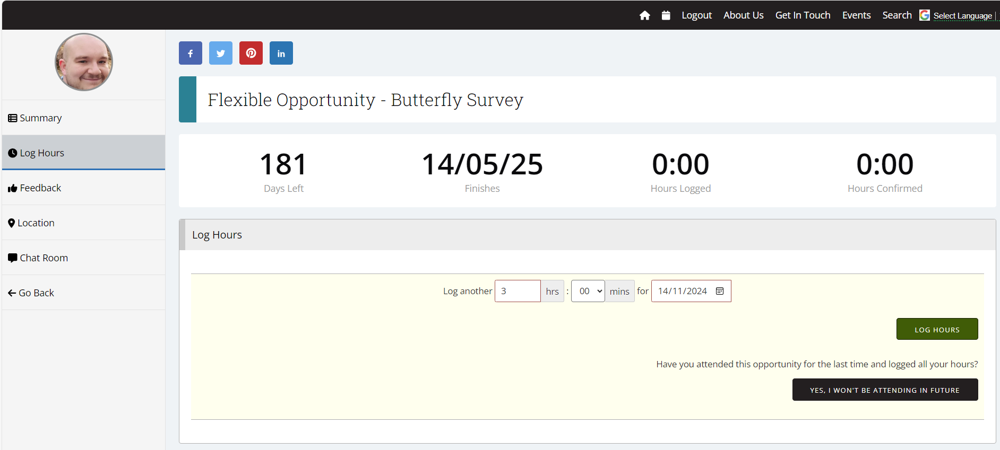 Logout About Us Get In Touch Events Search Select Language
Summary
Log Hours
Feedback
Location
Chat Room
Go Back
Flexible Opportunity - Butterfly Survey
181 14/05/25 0:00 0:00
Days Left Finishes Hours Logged Hours Confirmed
Log Hours
Log another 3 hrs : 00 mins for 14/11/2024
LOG HOURS
Have you attended this opportunity for the last time and logged all your hours?
YES, I WON'T BE ATTENDING IN FUTURE